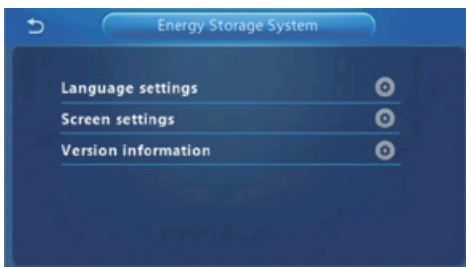 Energy Storage System
Language settings
Screen settings
Version information